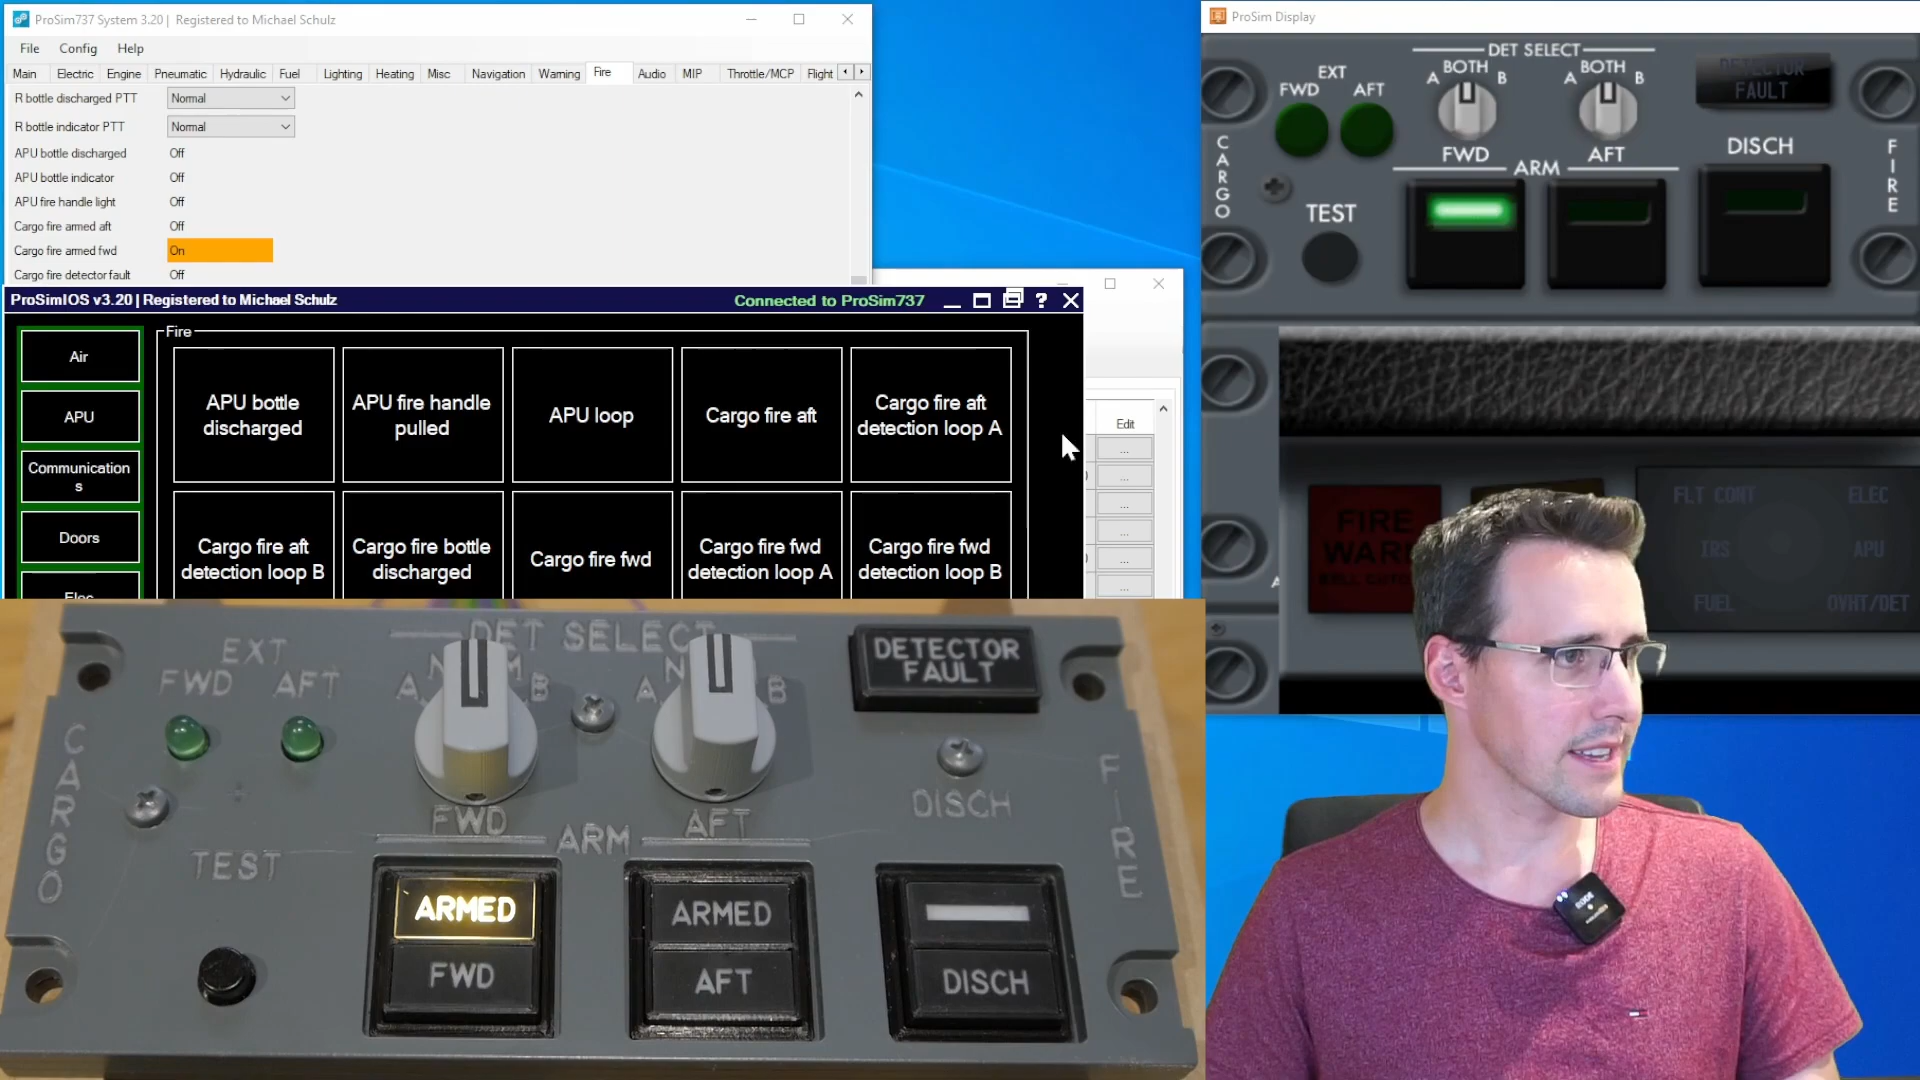 ProSim737 System 3.20 | Registered to Michael Schulz
File Config Help
Main Electric Engine Pneumatic Hydraulic Fuel Lighting Heating Misc Navigation Warning Fire Audio MIP Throttle/MCP Flight
R bottle discharged PTT Normal
R bottle indicator PTT Normal
APU bottle discharged Off
APU bottle indicator Off
APU fire handle light Off
Cargo fire armed aft Off
Cargo fire armed fwd On
Cargo fire detector fault Off
ProSimIOS v3.20 | Registered to Michael Schulz Connected to ProSim737 ?
Air
APU
Communication
s
Doors
Elec
Fire
APU bottle
discharged
APU fire handle
pulled
APU loop
Cargo fire aft
Cargo fire aft
detection loop A
Cargo fire aft
detection loop B
Cargo fire bottle
discharged
Cargo fire fwd
Cargo fire fwd
detection loop A
Cargo fire fwd
detection loop B
Edit
...
...
...
...
...
...
ProSim Display
DET SELECT
EXT
FWD AFT
A BOTH B
A BOTH B
DETECTOR
FAULT
FWD
AFT
ARM
DISCH
CARGO
FIRE
TEST
FIRE
WARN
FLT CONT ELEC
IRS APU
FUEL OVHT/DET
DET SELECT
EXT
FWD AFT
A B
A B
DETECTOR
FAULT
CARGO
FIRE
FWD
AFT
ARM
DISCH
TEST
ARMED
FWD
ARMED
AFT
DISCH
RODE